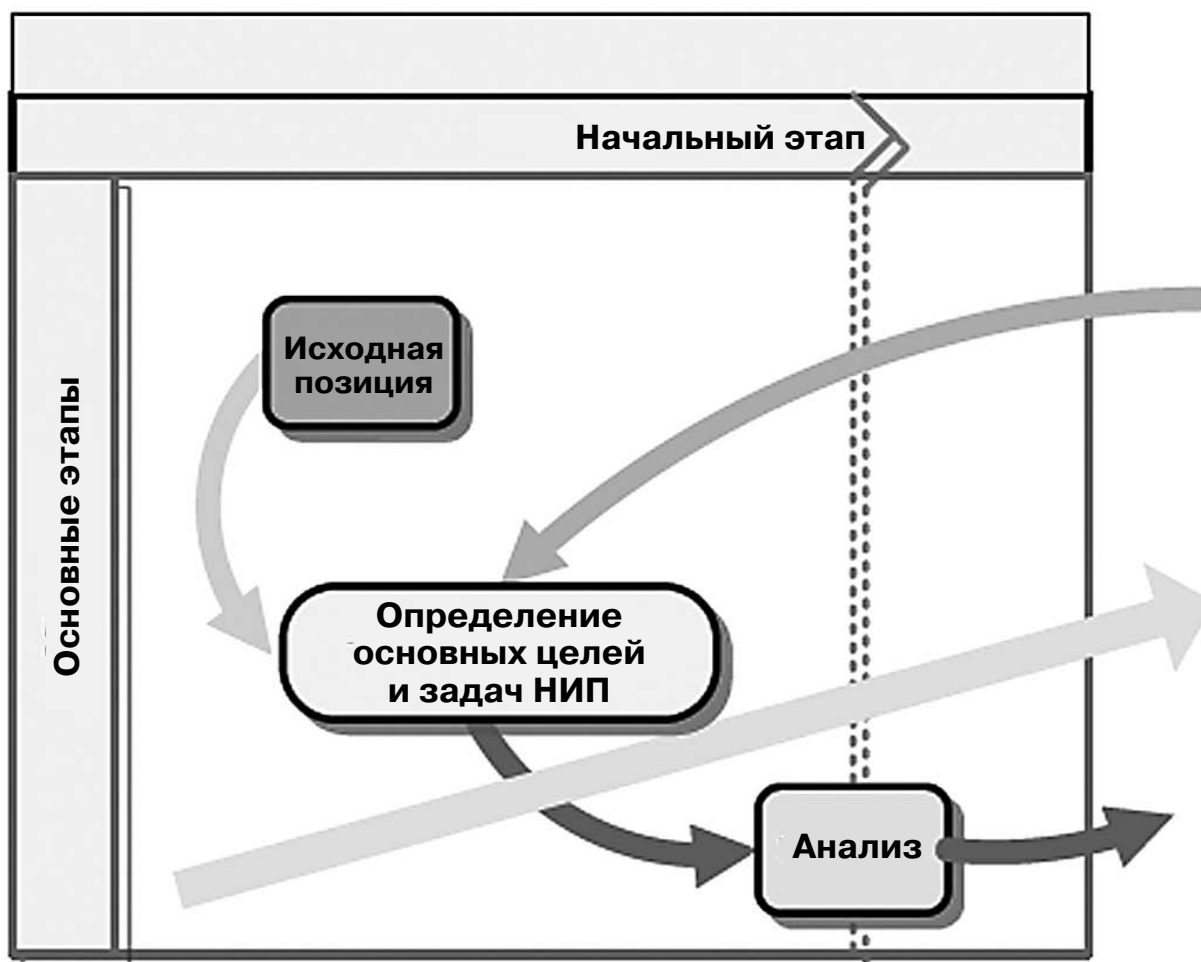 Начальный этап
Основные этапы
Исходная
позиция
Определение
основных целей
и задач НИП
Анализ